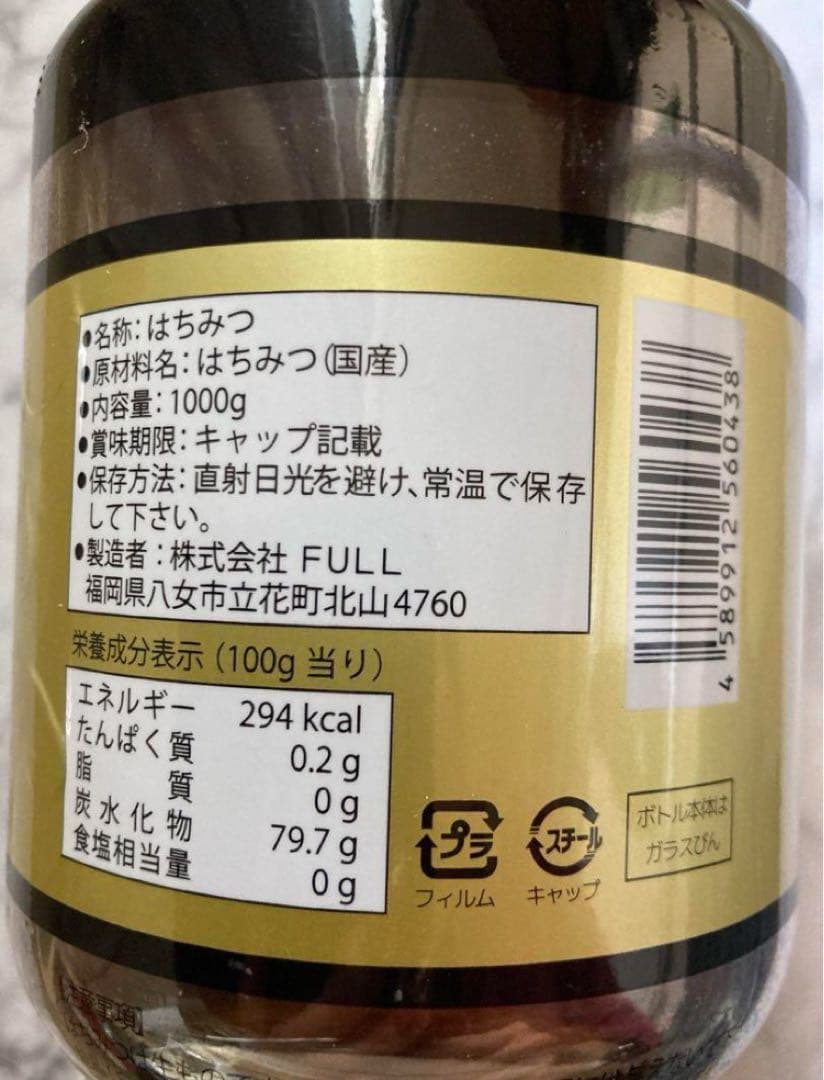 ●名称:はちみつ
●原材料名:はちみつ(国産)
●内容量:1000g
●賞味期限:キャップ記載
●保存方法:直射日光を避け、常温で保存
して下さい。
●製造者:株式会社 FULL
福岡県八女市立花町北山4760
4 589912 560438
栄養成分表示(100g 当り)
エネルギー 294 kcal
たんぱく質 0.2 g
脂 質 0 g
炭水化物 79.7 g
食塩相当量 0 g
プラ
フィルム
スチール
キャップ
ボトル本体は
ガラスびん
【注意事項】